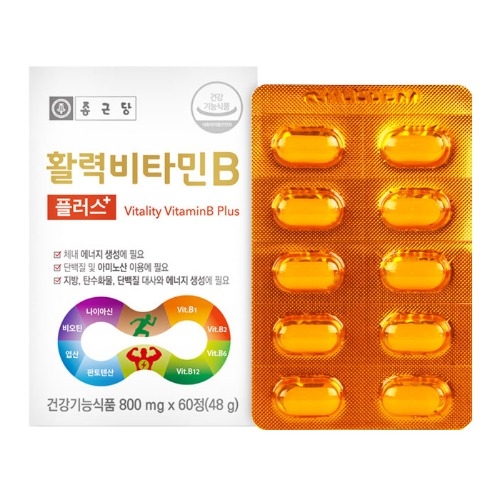 종근당
건강
기능식품
활력비타민B
플러스+
Vitality VitaminB Plus
체내 에너지 생성에 필요
단백질 및 아미노산 이용에 필요
지방, 탄수화물, 단백질 대사와 에너지 생성에 필요
나이아신
Vit.B1
비오틴
Vit.B2
엽산
Vit.B6
판토텐산
Vit.B12
건강기능식품 800 mg x 60정(48 g)